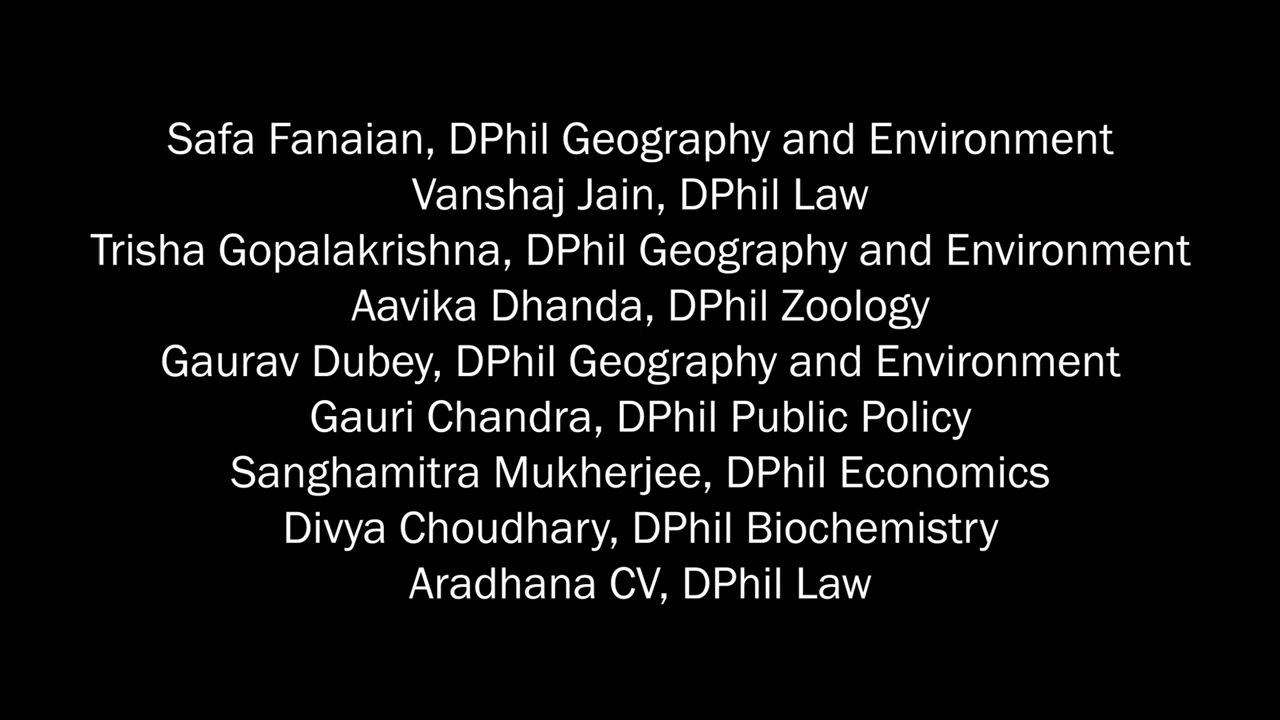 Safa Fanaian, DPhil Geography and Environment
Vanshaj Jain, DPhil Law
Trisha Gopalakrishna, DPhil Geography and Environment
Aavika Dhanda, DPhil Zoology
Gaurav Dubey, DPhil Geography and Environment
Gauri Chandra, DPhil Public Policy
Sanghamitra Mukherjee, DPhil Economics
Divya Choudhary, DPhil Biochemistry
Aradhana CV, DPhil Law